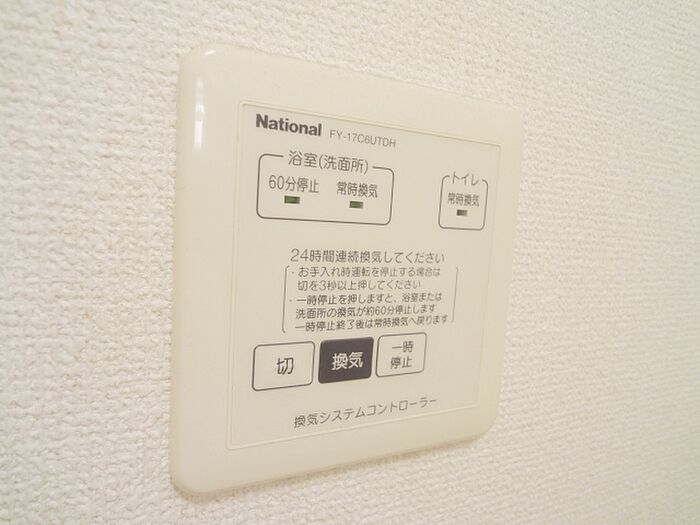 National FY-17C6UTDH
浴室(洗面所)
60分停止 常時換気
トイレ
常時換気
24時間連続換気してください
・お手入れ時運転を停止する場合は
切を3秒以上押してください
・一時停止を押しますと、浴室または
洗面所の換気が約60分停止します
一時停止終了後は常時換気へ戻ります
切
換気
一時
停止
換気システムコントローラー